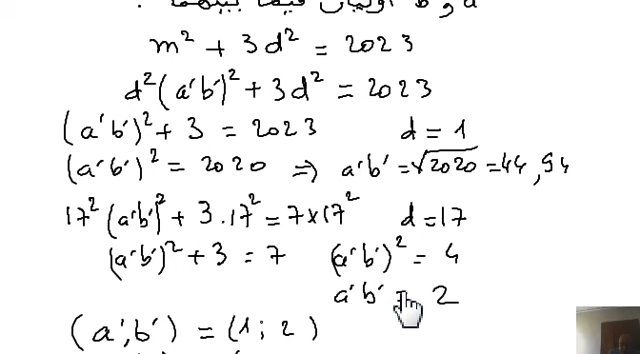 m² + 3d² = 2023
d²(a'b')² + 3d² = 2023
(a'b')² + 3 = 2023 d = 1
(a'b')² = 2020 ⇒ a'b' = √2020 = 44,94
17²(a'b')² + 3.17² = 7×17² d = 17
(a'b')² + 3 = 7 (a'b')² = 4
a'b' = 2
(a',b') = (1; 2)